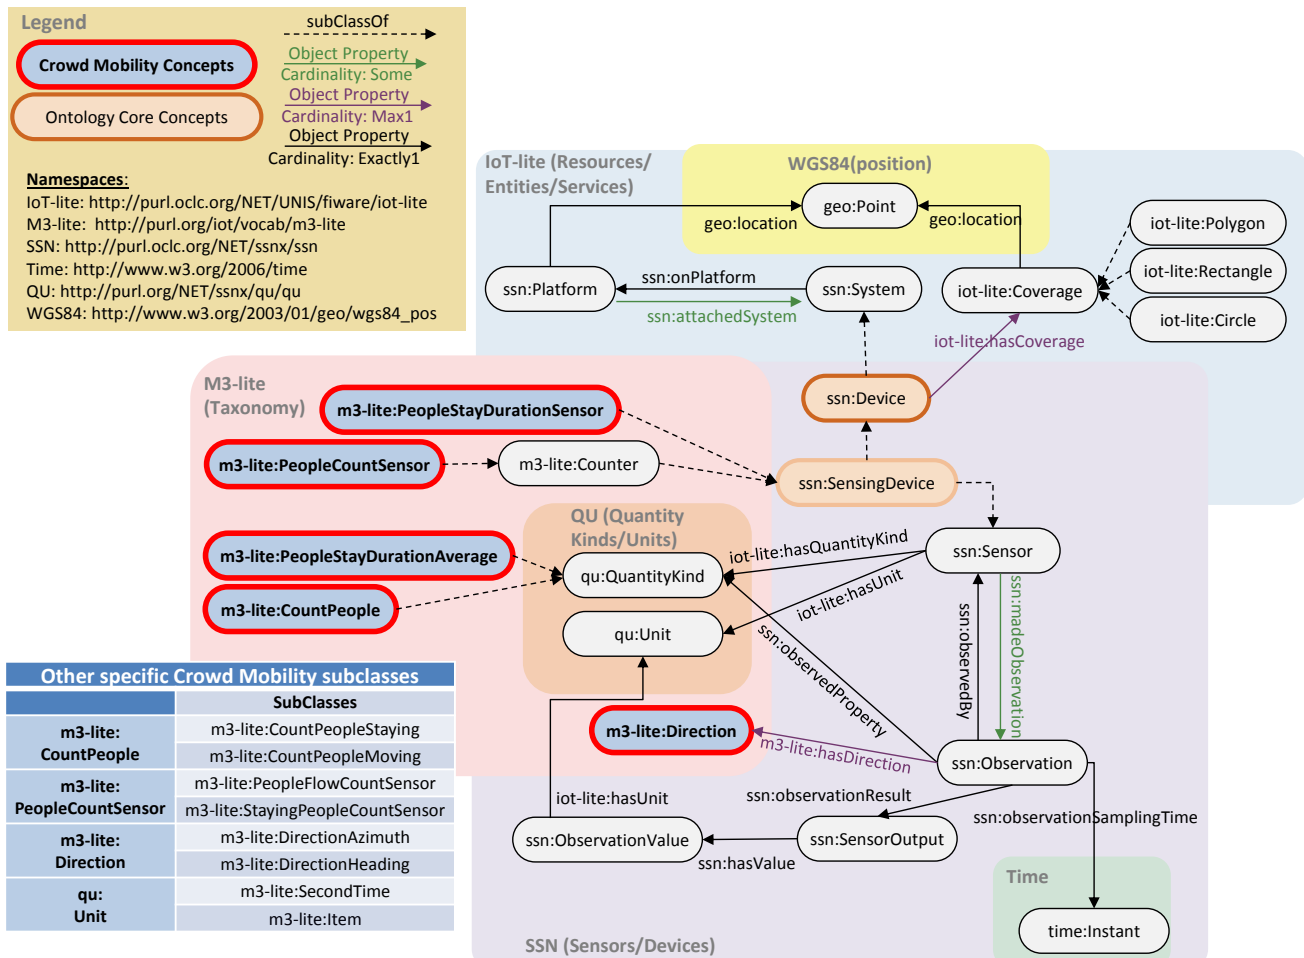 Legend
subClassOf
Crowd Mobility Concepts
Object Property
Cardinality: Some
Object Property
Cardinality: Max1
Ontology Core Concepts
Object Property
Cardinality: Exactly1
Namespaces:
IoT-lite: http://purl.oclc.org/NET/UNIS/fiware/iot-lite
M3-lite: http://purl.org/iot/vocab/m3-lite
SSN: http://purl.oclc.org/NET/ssnx/ssn
Time: http://www.w3.org/2006/time
QU: http://purl.org/NET/ssnx/qu/qu
WGS84: http://www.w3.org/2003/01/geo/wgs84_pos
IoT-lite (Resources/
Entities/Services)
WGS84(position)
geo:Point
geo:location
geo:location
iot-lite:Polygon
iot-lite:Rectangle
iot-lite:Circle
ssn:Platform
ssn:onPlatform
ssn:attachedSystem
ssn:System
iot-lite:Coverage
iot-lite:hasCoverage
M3-lite
(Taxonomy)
m3-lite:PeopleStayDurationSensor
ssn:Device
m3-lite:PeopleCountSensor
m3-lite:Counter
ssn:SensingDevice
QU (Quantity
Kinds/Units)
m3-lite:PeopleStayDurationAverage
m3-lite:CountPeople
qu:QuantityKind
qu:Unit
iot-lite:hasQuantityKind
iot-lite:hasUnit
ssn:Sensor
ssn:observedProperty
ssn:observedBy
ssn:madeObservation
m3-lite:Direction
m3-lite:hasDirection
ssn:Observation
iot-lite:hasUnit
ssn:observationResult
ssn:observationSamplingTime
ssn:ObservationValue
ssn:hasValue
ssn:SensorOutput
Time
time:Instant
SSN (Sensors/Devices)
Other specific Crowd Mobility subclasses
SubClasses
m3-lite:
CountPeople
m3-lite:CountPeopleStaying
m3-lite:CountPeopleMoving
m3-lite:
PeopleCountSensor
m3-lite:PeopleFlowCountSensor
m3-lite:StayingPeopleCountSensor
m3-lite:
Direction
m3-lite:DirectionAzimuth
m3-lite:DirectionHeading
qu:
Unit
m3-lite:SecondTime
m3-lite:Item